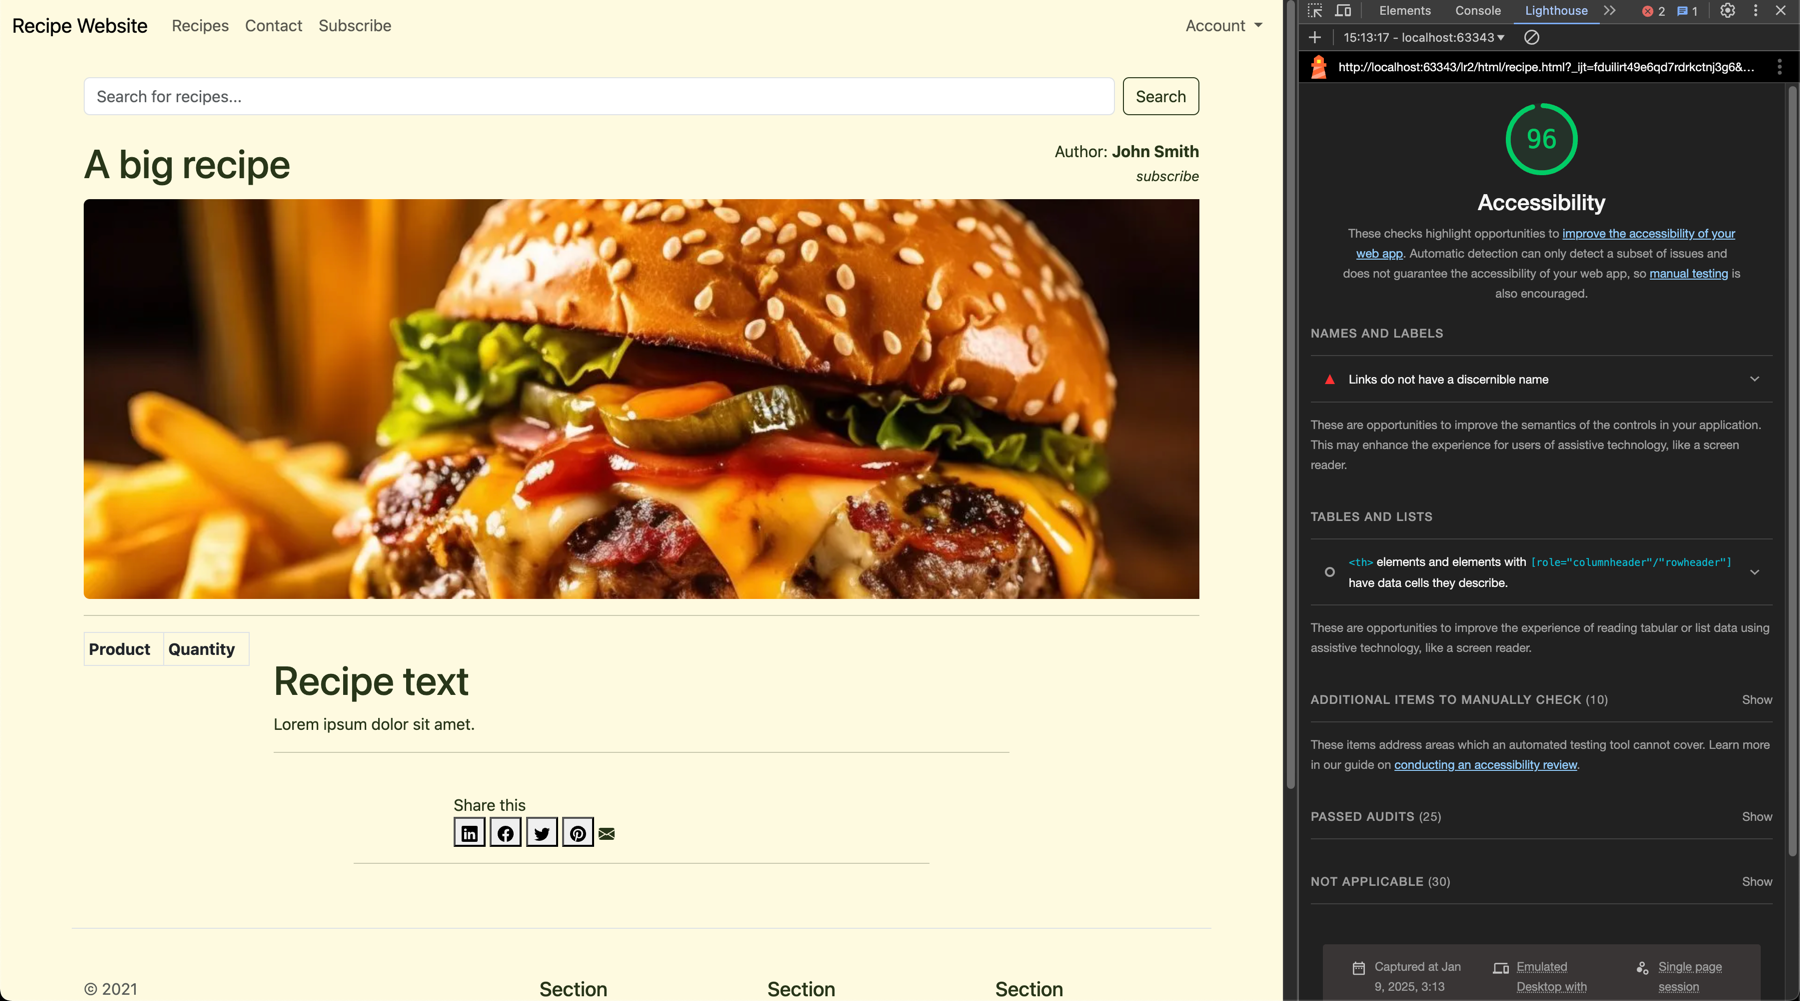 Recipe Website
Recipes
Contact
Subscribe
Account
Search for recipes...
Search
A big recipe
Author: John Smith
subscribe
Product
Quantity
Recipe text
Lorem ipsum dolor sit amet.
Share this
© 2021
Section
Section
Section
Elements
Console
Lighthouse
2
1
15:13:17 - localhost:63343
http://localhost:63343/lr2/html/recipe.html?_ijt=fduilirt49e6qd7rdrkctnj3g6&...
96
Accessibility
These checks highlight opportunities to improve the accessibility of your
web app. Automatic detection can only detect a subset of issues and
does not guarantee the accessibility of your web app, so manual testing is
also encouraged.
NAMES AND LABELS
Links do not have a discernible name
These are opportunities to improve the semantics of the controls in your application.
This may enhance the experience for users of assistive technology, like a screen
reader.
TABLES AND LISTS
<th> elements and elements with [role="columnheader"/"rowheader"]
have data cells they describe.
These are opportunities to improve the experience of reading tabular or list data using
assistive technology, like a screen reader.
ADDITIONAL ITEMS TO MANUALLY CHECK (10)
Show
These items address areas which an automated testing tool cannot cover. Learn more
in our guide on conducting an accessibility review.
PASSED AUDITS (25)
Show
NOT APPLICABLE (30)
Show
Captured at Jan
9, 2025, 3:13
Emulated
Desktop with
Single page
session